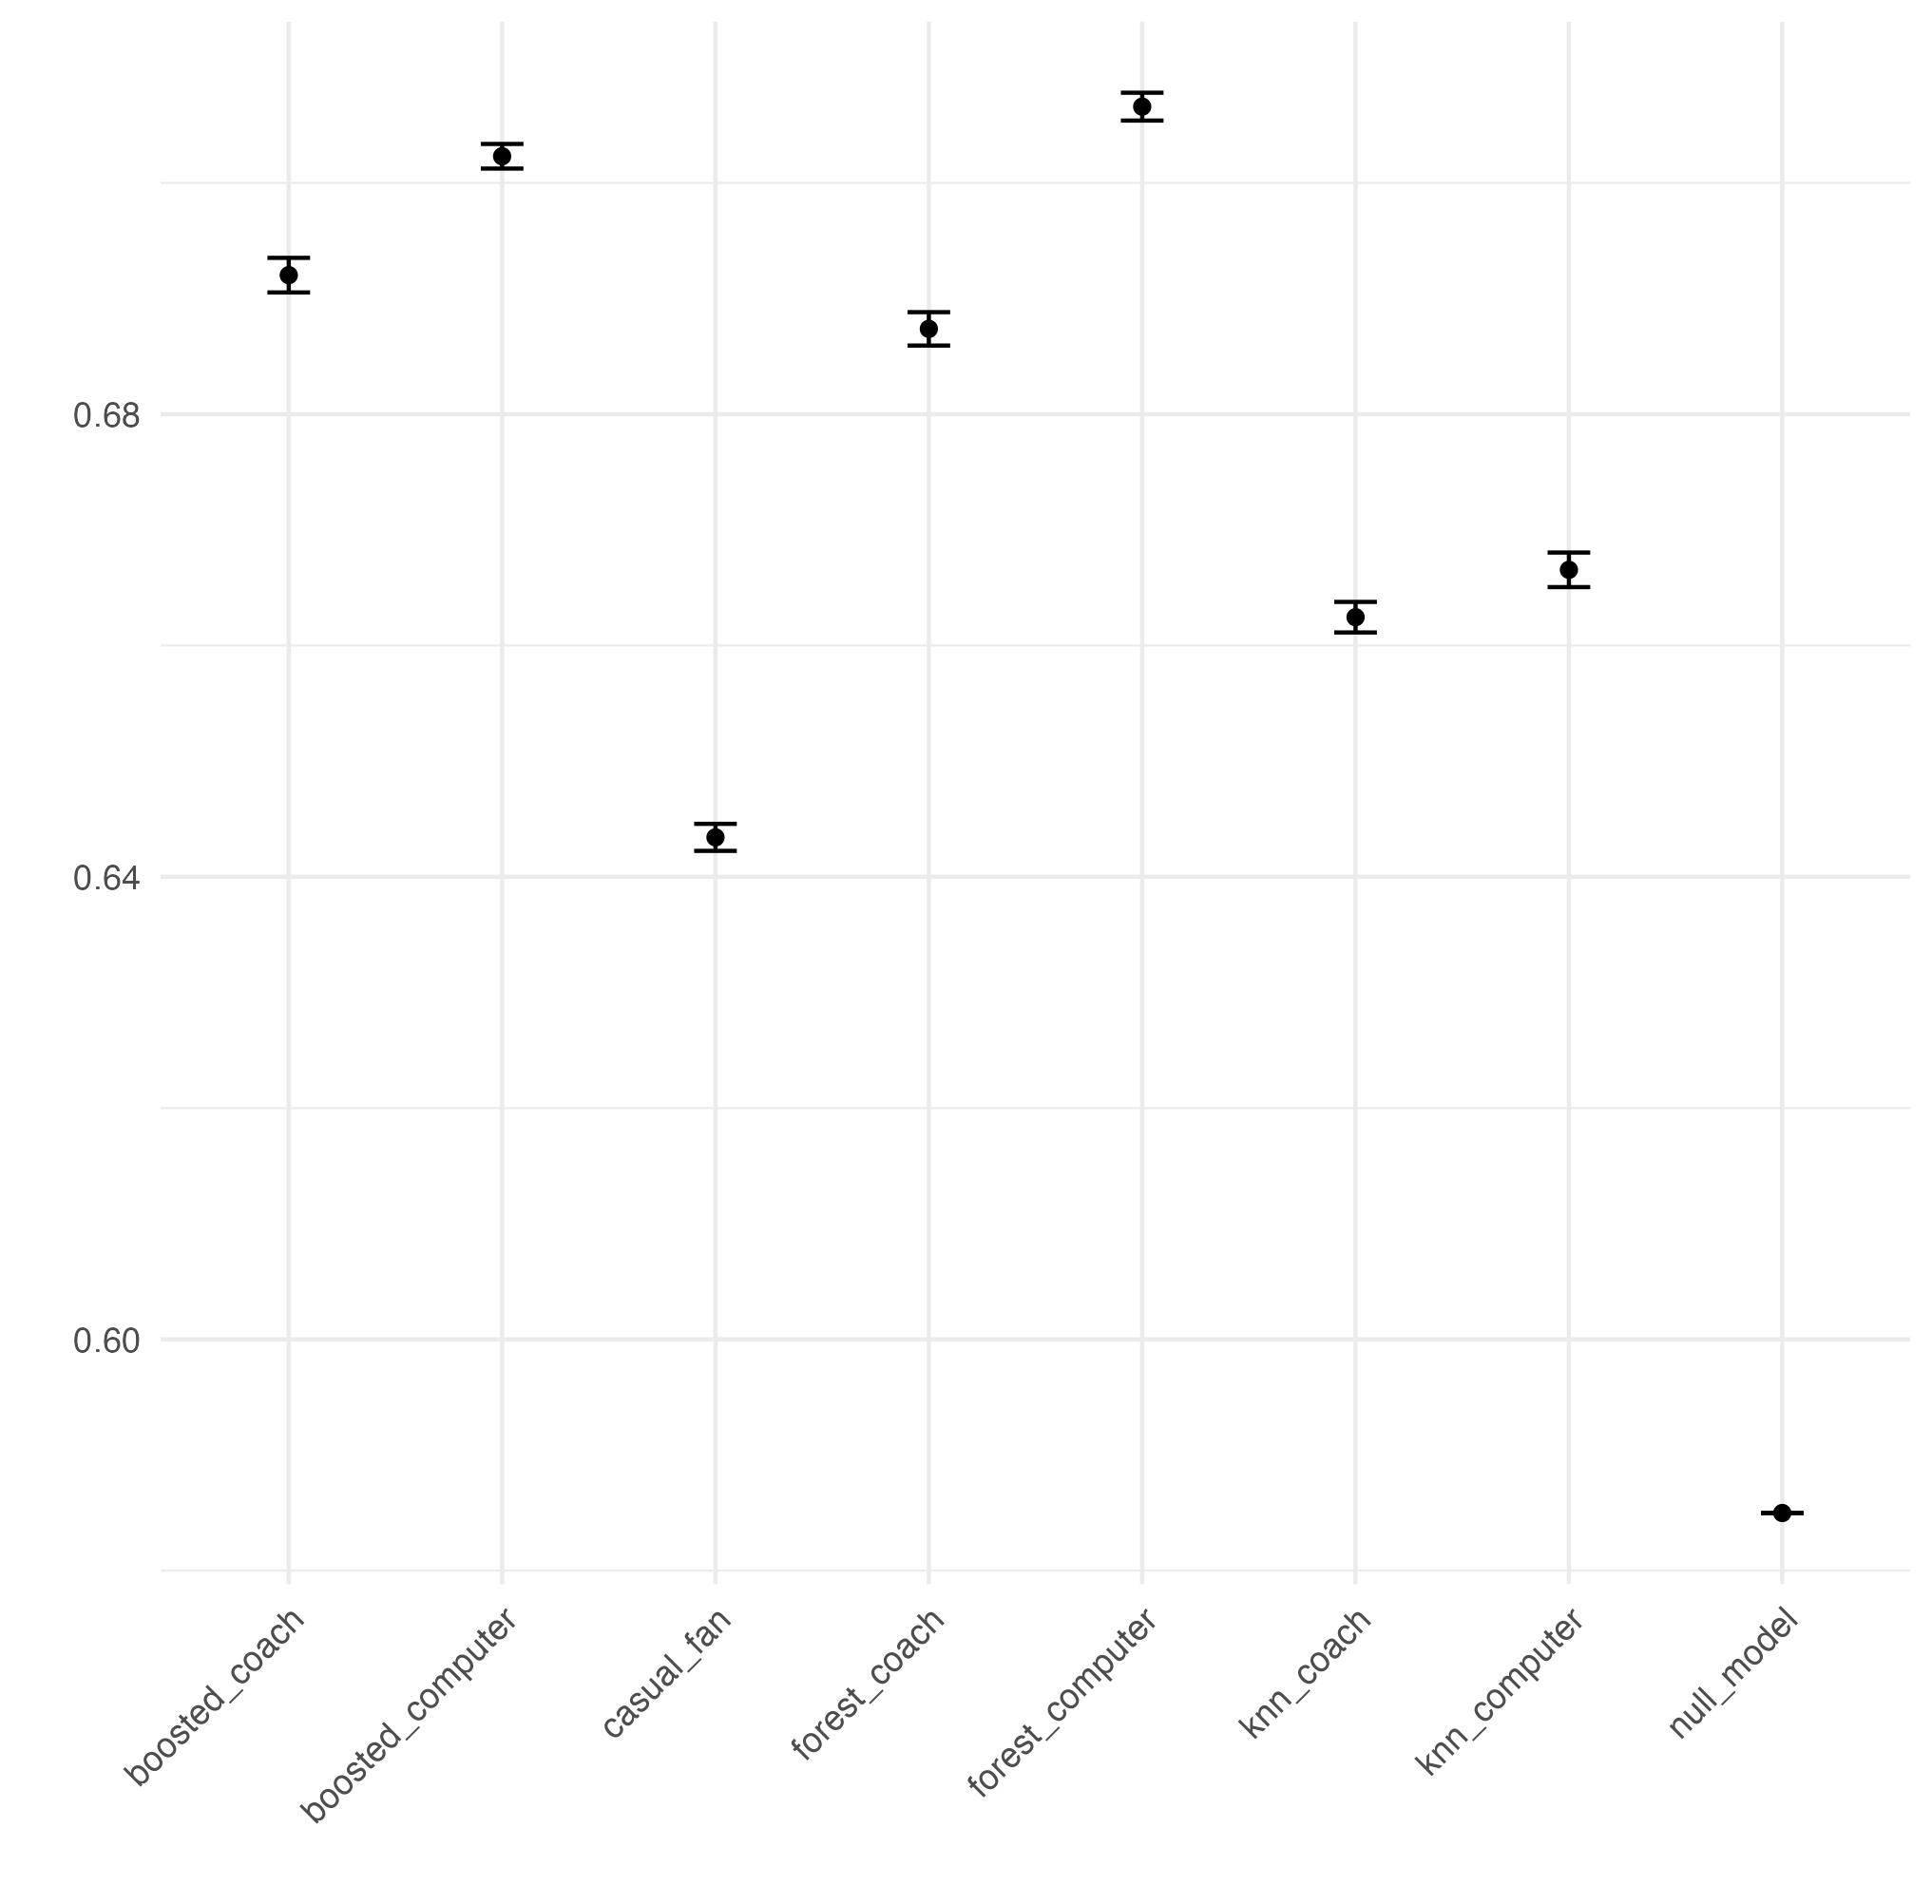 0.68
0.64
0.60
boosted_coach
boosted_computer
casual_fan
forest_coach
forest_computer
knn_coach
knn_computer
null_model